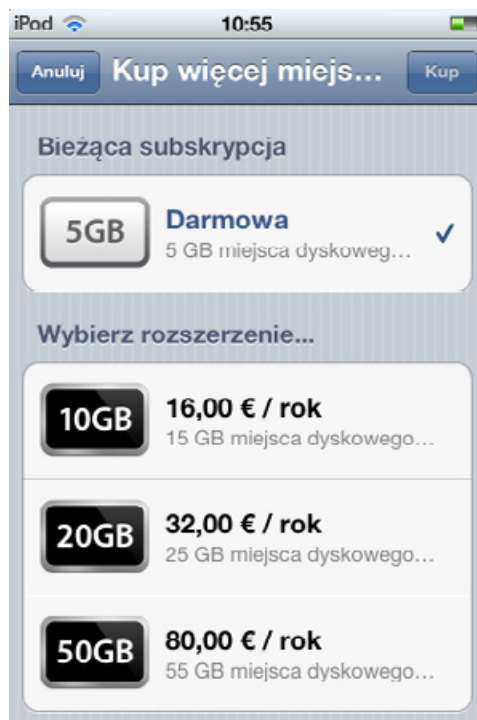 iPod 10:55
Anuluj Kup więcej miejs... Kup
Bieżąca subskrypcja
5GB Darmowa
5 GB miejsca dyskoweg...
Wybierz rozszerzenie...
10GB 16,00 € / rok
15 GB miejsca dyskowego...
20GB 32,00 € / rok
25 GB miejsca dyskowego...
50GB 80,00 € / rok
55 GB miejsca dyskowego...